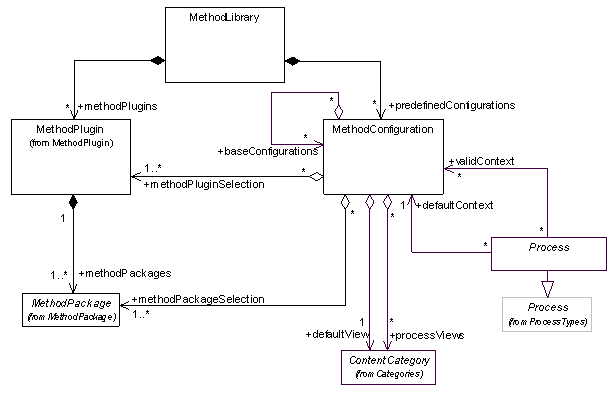 MethodLibrary
*
+methodPlugins
*
+predefinedConfigurations
MethodPlugin
(from MethodPlugin)
*
*
+baseConfigurations
MethodConfiguration
1..*
*
+methodPluginSelection
+validContext
*
1
+defaultContext
1
*
*
*
*
Process
1..*
+methodPackages
MethodPackage
(from MethodPackage)
+methodPackageSelection
1..*
1
*
+defaultView
+processViews
Process
(from ProcessTypes)
ContentCategory
(from Categories)